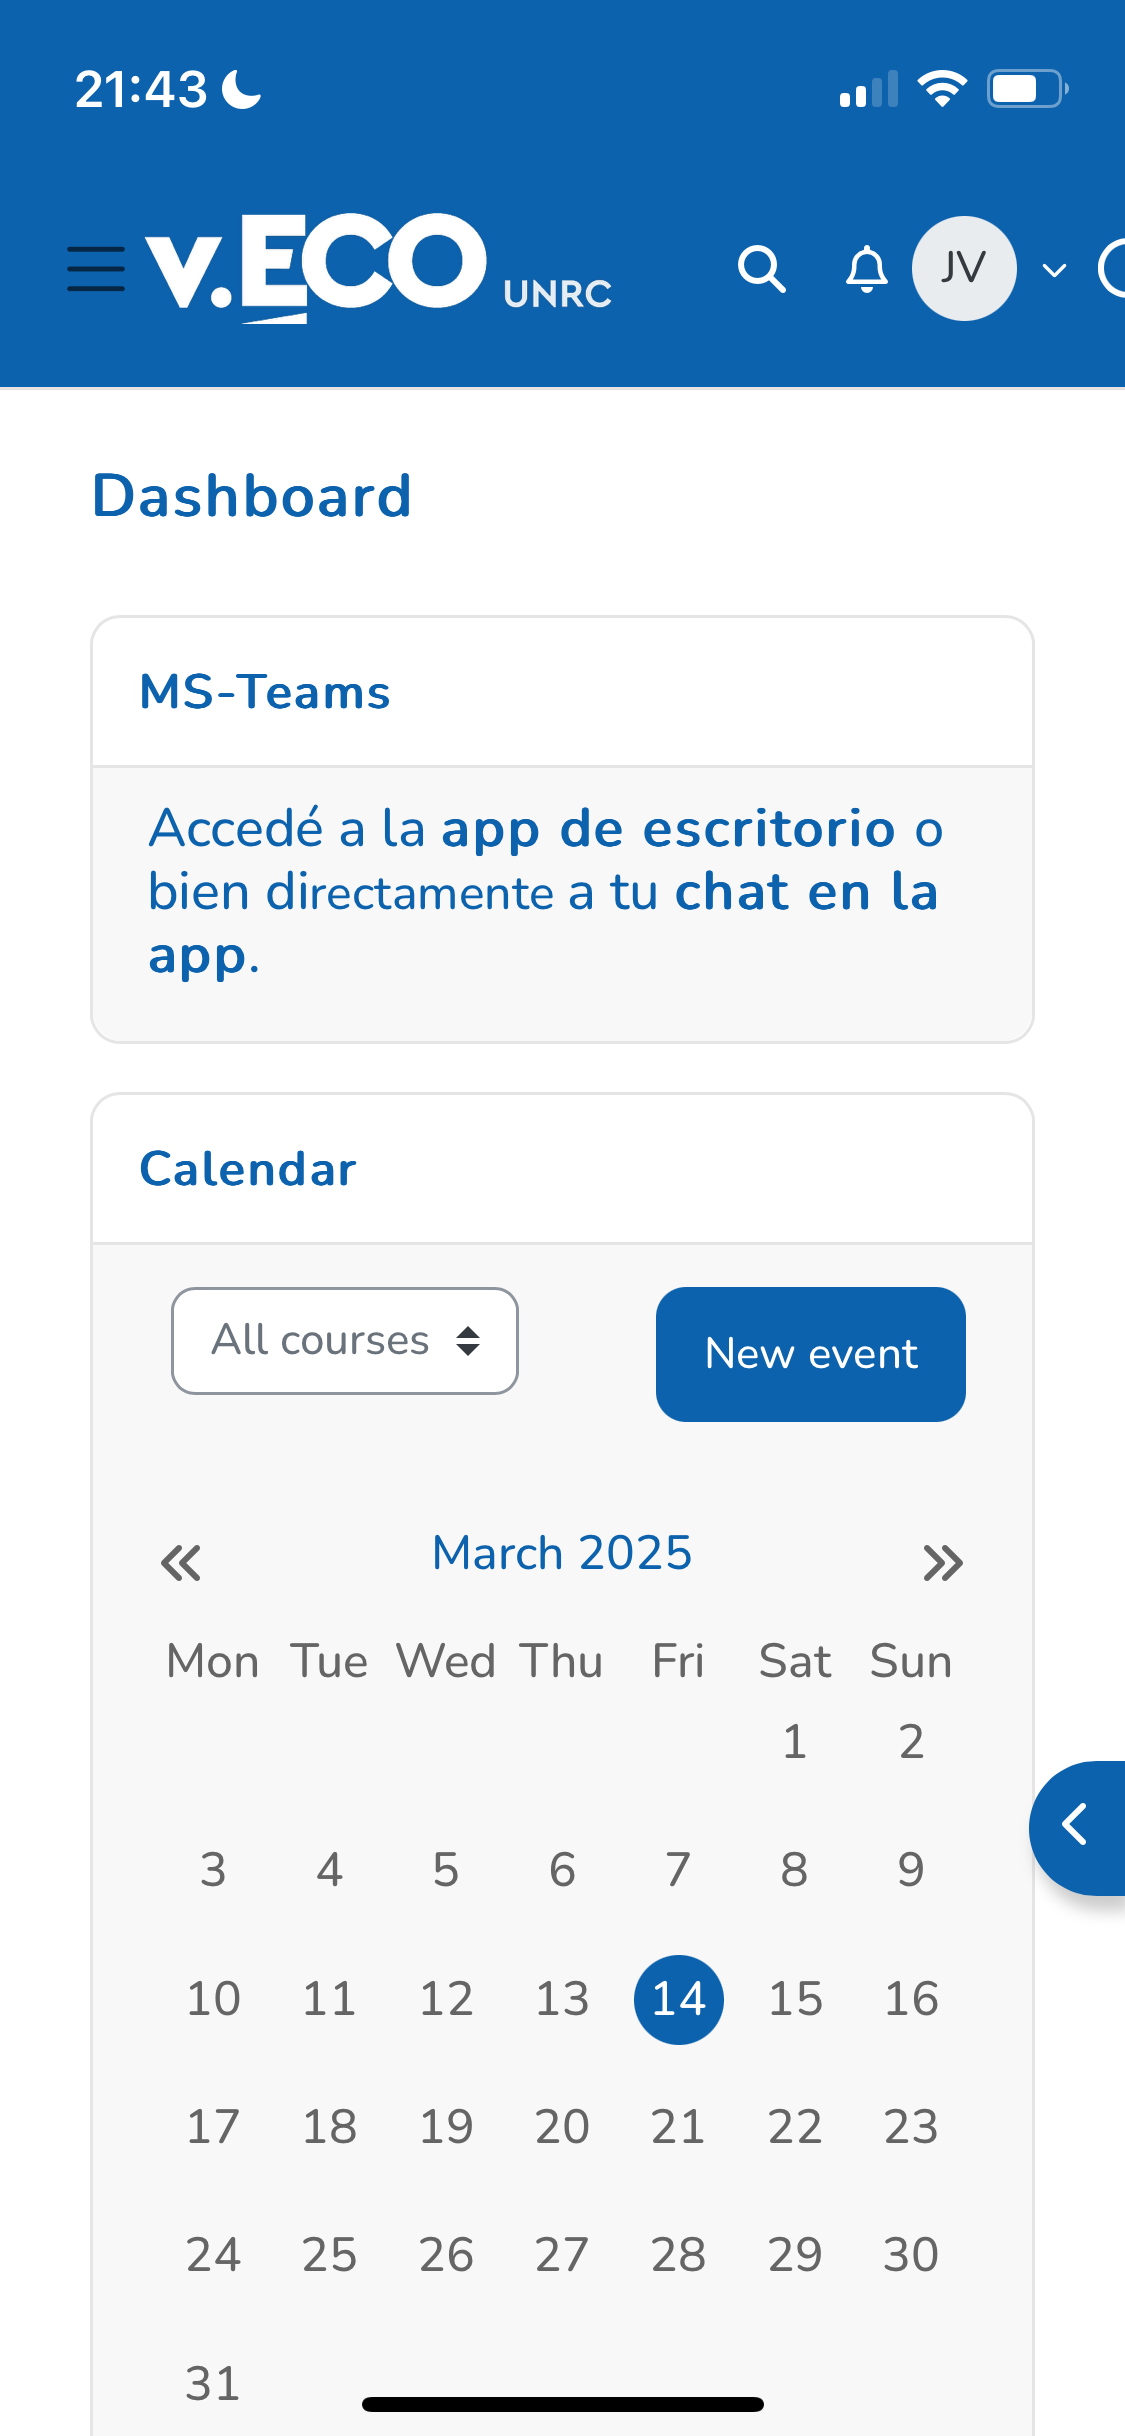 21:43
v.ECO UNRC
JV
Dashboard
MS-Teams
Accedé a la app de escritorio o
bien directamente a tu chat en la
app.
Calendar
All courses
New event
March 2025
Mon Tue Wed Thu Fri Sat Sun
1 2
3 4 5 6 7 8 9
10 11 12 13 14 15 16
17 18 19 20 21 22 23
24 25 26 27 28 29 30
31